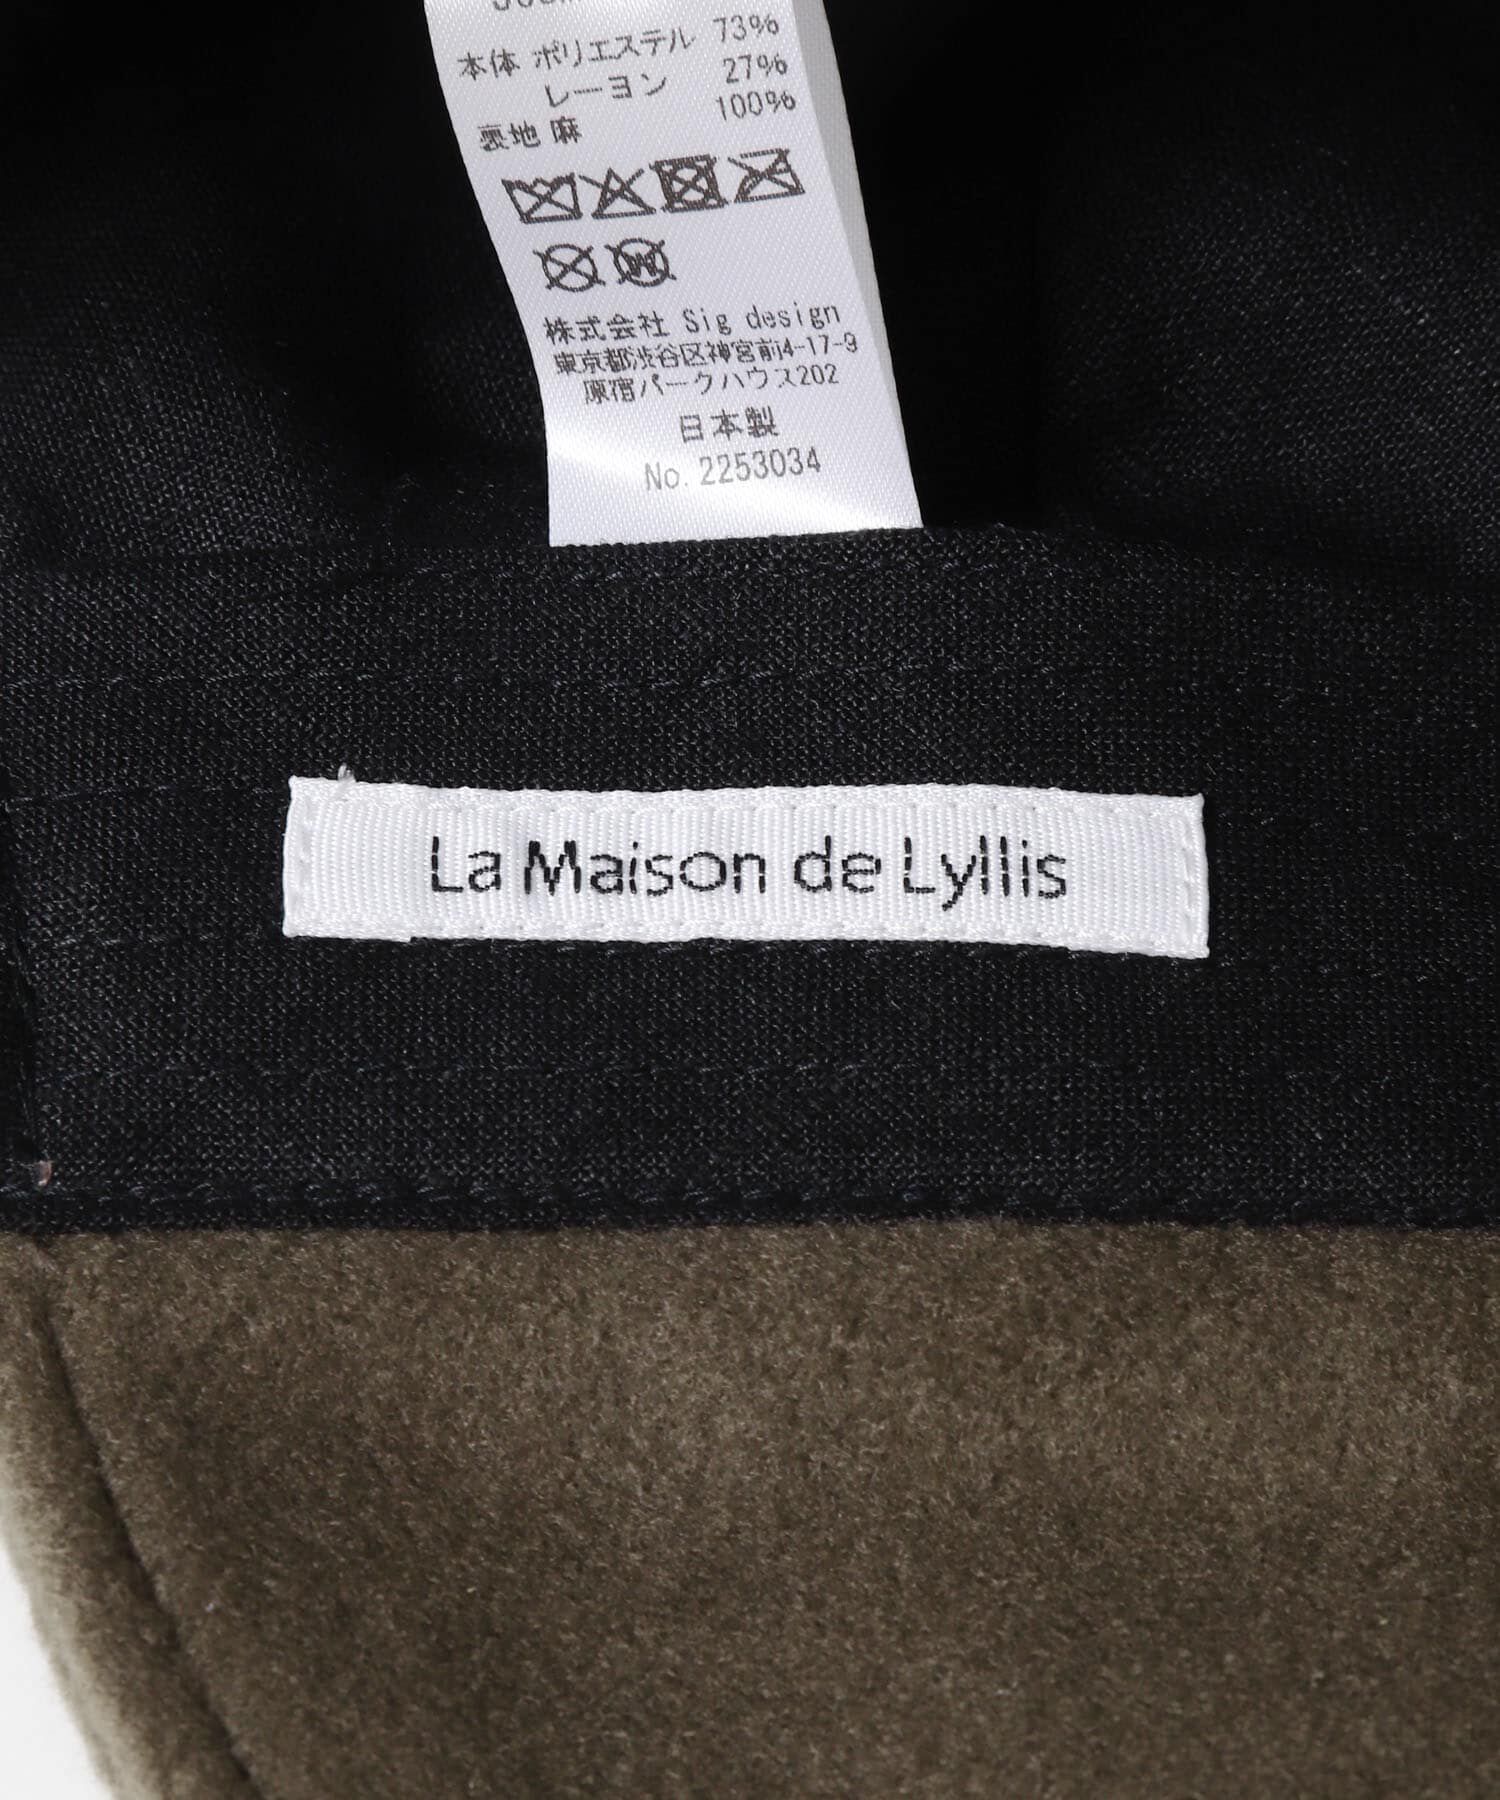 本体 ポリエステル 73%
レーヨン 27%
裏地 麻 100%
株式会社 Sig design
東京都渋谷区神宮前4-17-9
原宿パークハウス202
日本製
No. 2253034
La Maison de Lyllis